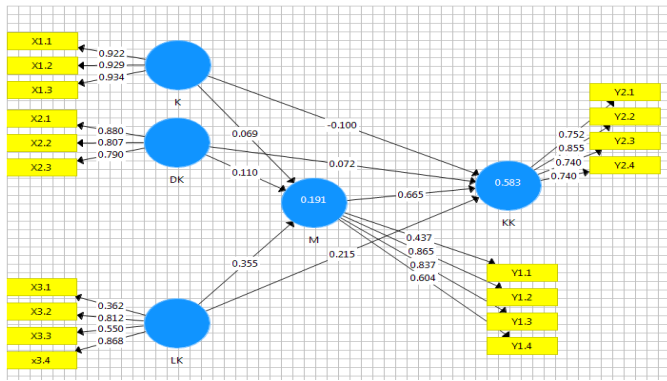 X1.1
X1.2
X1.3
0.922
0.929
0.934
K
X2.1
X2.2
X2.3
0.880
0.807
0.790
DK
X3.1
X3.2
X3.3
x3.4
0.362
0.812
0.550
0.868
LK
0.069
0.110
0.355
-0.100
0.072
0.665
0.215
0.191
M
0.583
KK
0.752
0.855
0.740
0.740
Y2.1
Y2.2
Y2.3
Y2.4
0.437
0.865
0.837
0.604
Y1.1
Y1.2
Y1.3
Y1.4